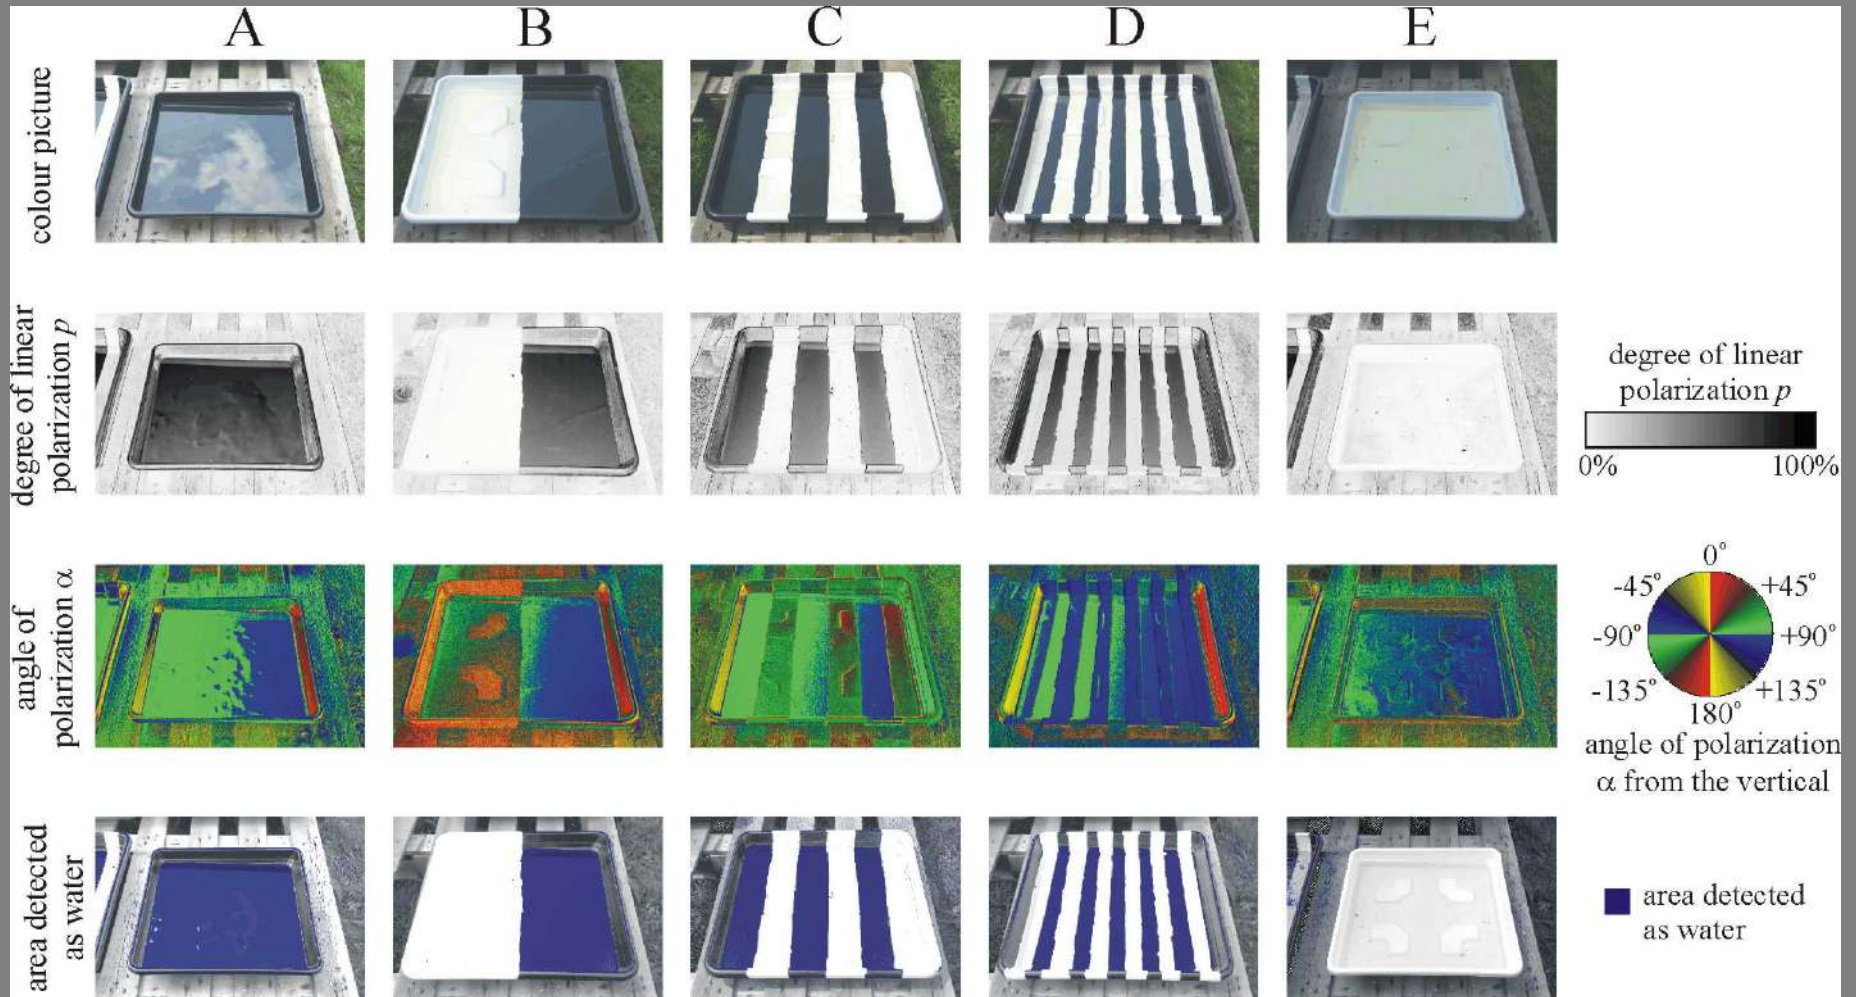 A B C D E
colour picture
degree of linear
polarization p
degree of linear
polarization p
0% 100%
angle of
polarization α
0°
-45° +45°
-90° +90°
-135° +135°
180°
angle of polarization
α from the vertical
area detected
as water
area detected
as water